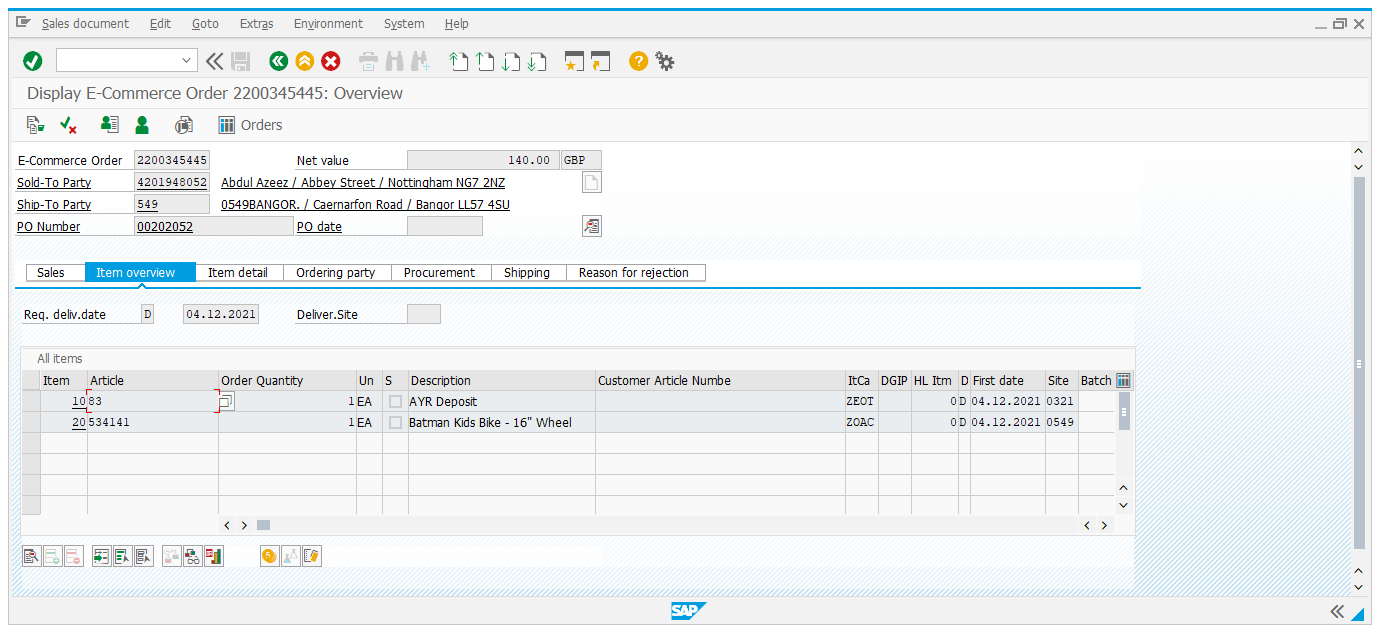 Sales document Edit Goto Extras Environment System Help
Display E-Commerce Order 2200345445: Overview
Orders
E-Commerce Order 2200345445 Net value 140.00 GBP
Sold-To Party 4201948052 Abdul Azeez / Abbey Street / Nottingham NG7 2NZ
Ship-To Party 549 0549BANGOR. / Caernarfon Road / Bangor LL57 4SU
PO Number 00202052 PO date
Sales Item overview Item detail Ordering party Procurement Shipping Reason for rejection
Req. deliv.date D 04.12.2021 Deliver.Site
All items
Item Article Order Quantity Un S Description Customer Article Numbe ItCa DGIP HL Itm D First date Site Batch
10 83 1 EA AYR Deposit ZEOT 0 D 04.12.2021 0321
20 534141 1 EA Batman Kids Bike - 16" Wheel ZOAC 0 D 04.12.2021 0549
SAP